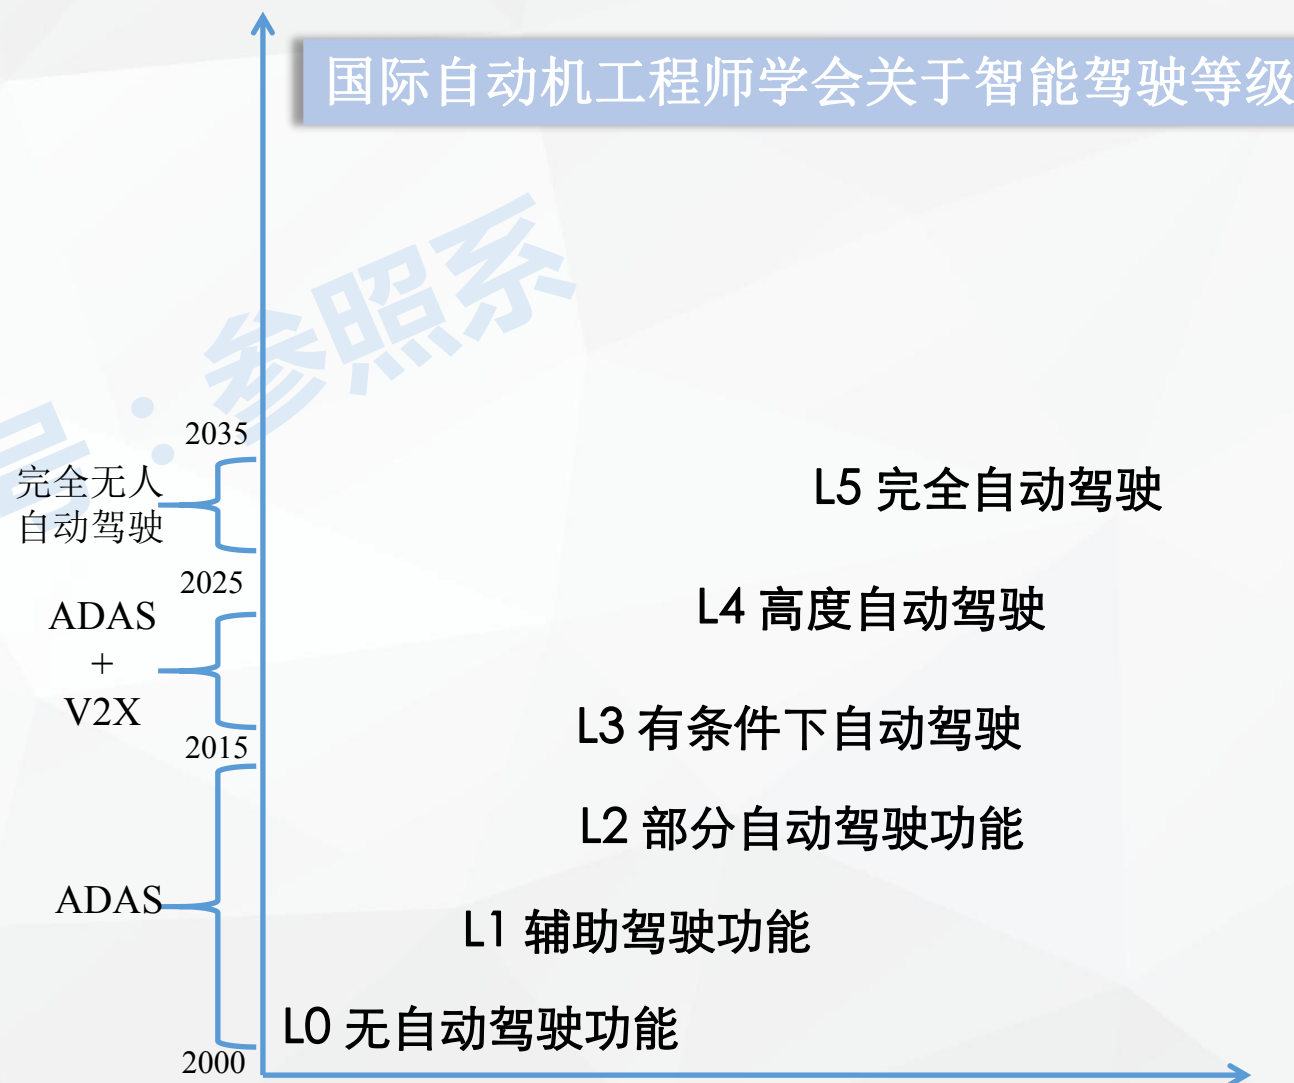 国际自动机工程师学会关于智能驾驶等级
号：参照系
2035
完全无人
自动驾驶
L5 完全自动驾驶
2025
ADAS
+
V2X
L4 高度自动驾驶
L3 有条件下自动驾驶
2015
L2 部分自动驾驶功能
ADAS
L1 辅助驾驶功能
L0 无自动驾驶功能
2000